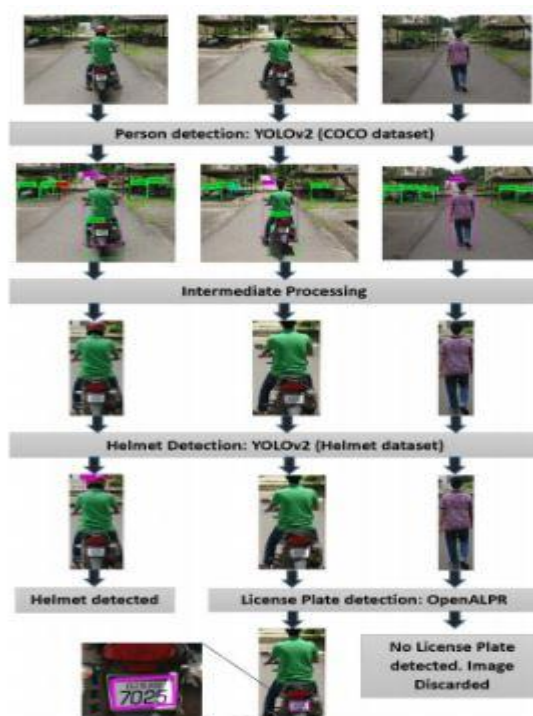 Person detection: YOLOv2 (COCO dataset)
Intermediate Processing
Helmet Detection: YOLOv2 (Helmet dataset)
Helmet detected
License Plate detection: OpenALPR
No License Plate
detected. Image
Discarded
7025